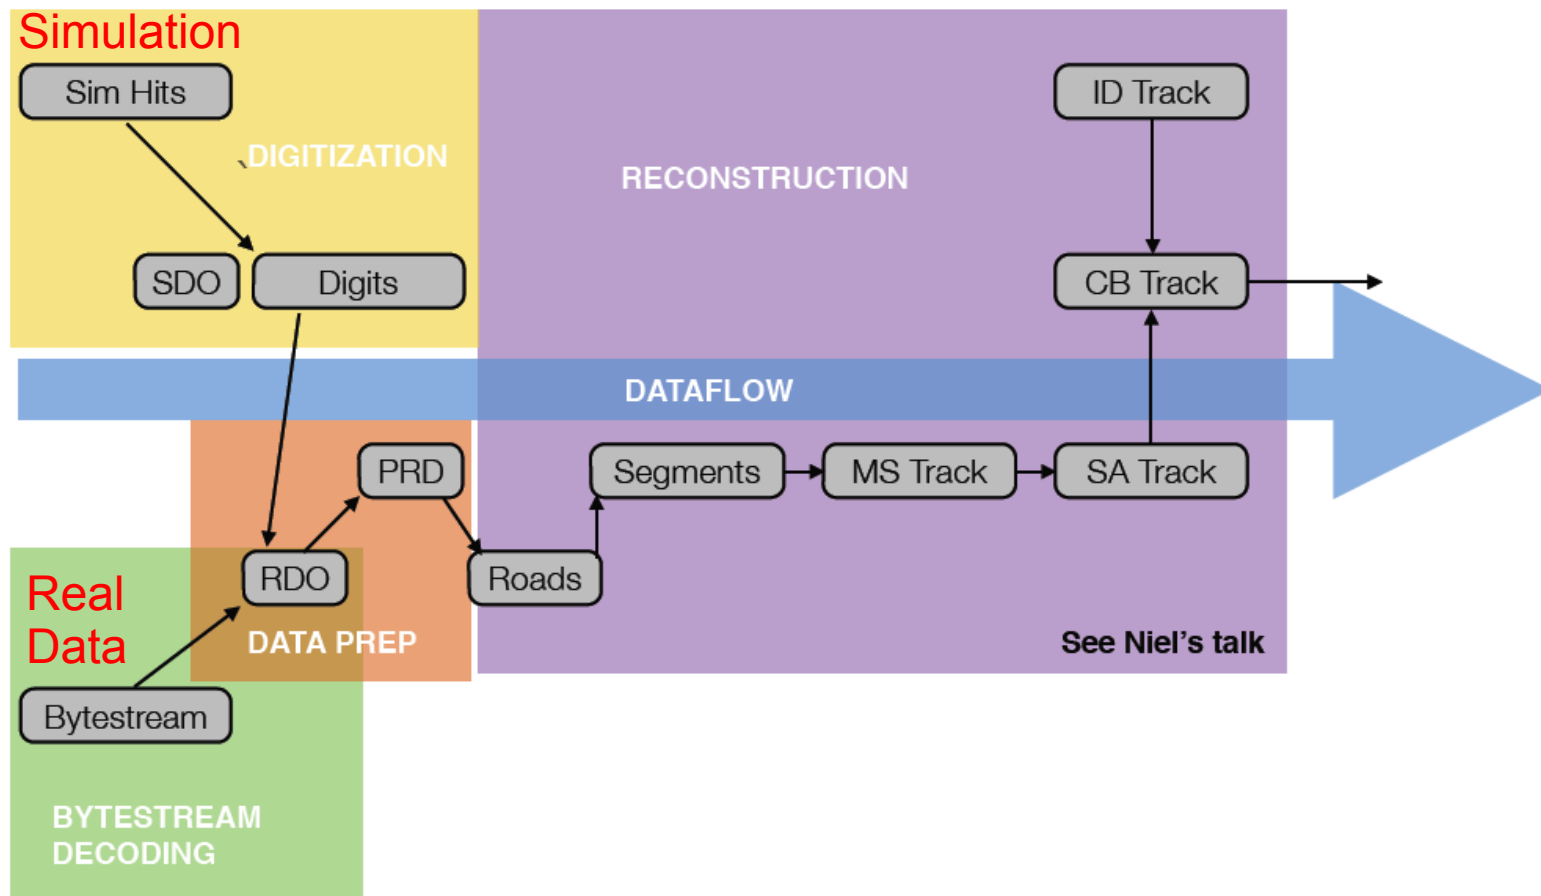 Simulation
Sim Hits
`DIGITIZATION
SDO
Digits
RECONSTRUCTION
ID Track
CB Track
DATAFLOW
PRD
Segments
MS Track
SA Track
RDO
Roads
Real
Data
DATA PREP
See Niel's talk
Bytestream
BYTESTREAM
DECODING